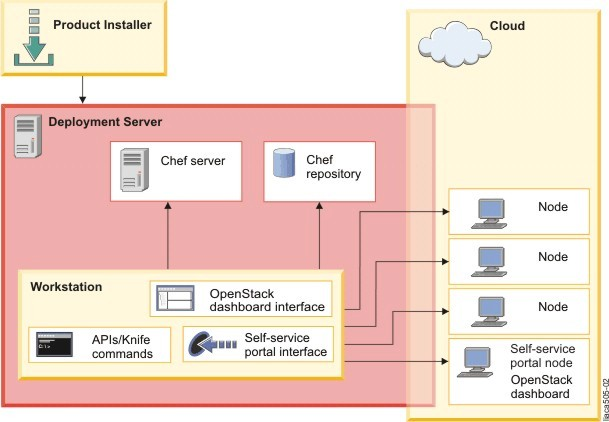 Product Installer
Cloud
Deployment Server
Chef server
Chef
repository
Node
Node
Node
Workstation
OpenStack
dashboard interface
APIs/Knife
commands
Self-service
portal interface
Self-service
portal node
OpenStack
dashboard
liaca505-02